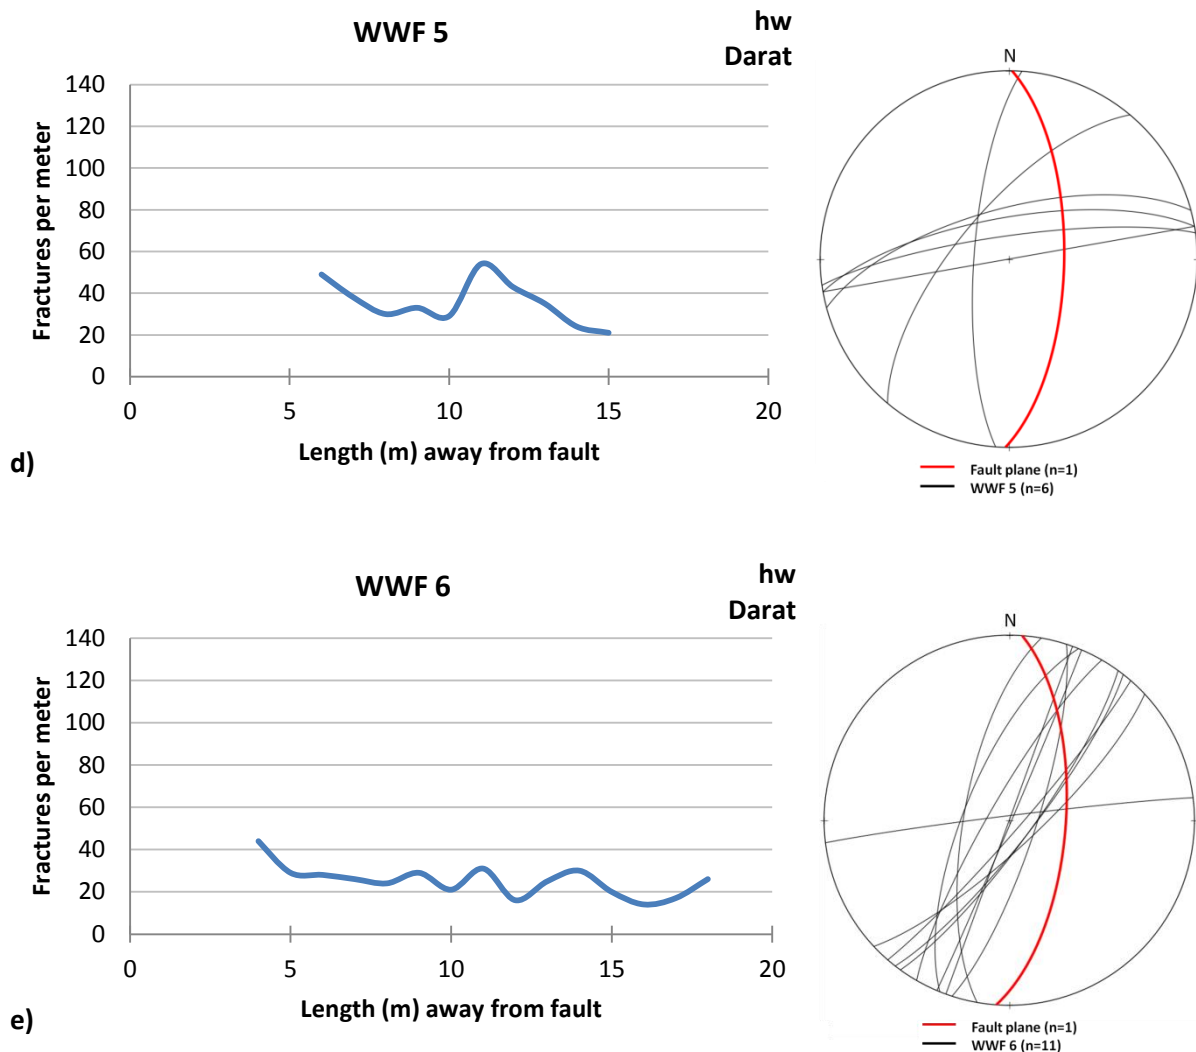 WWF 5
hw
Darat
140
120
100
80
60
40
20
0
0 5 10 15 20
Fractures per meter
Length (m) away from fault
d)
N
Fault plane (n=1)
WWF 5 (n=6)
WWF 6
hw
Darat
140
120
100
80
60
40
20
0
0 5 10 15 20
Fractures per meter
Length (m) away from fault
e)
N
Fault plane (n=1)
WWF 6 (n=11)